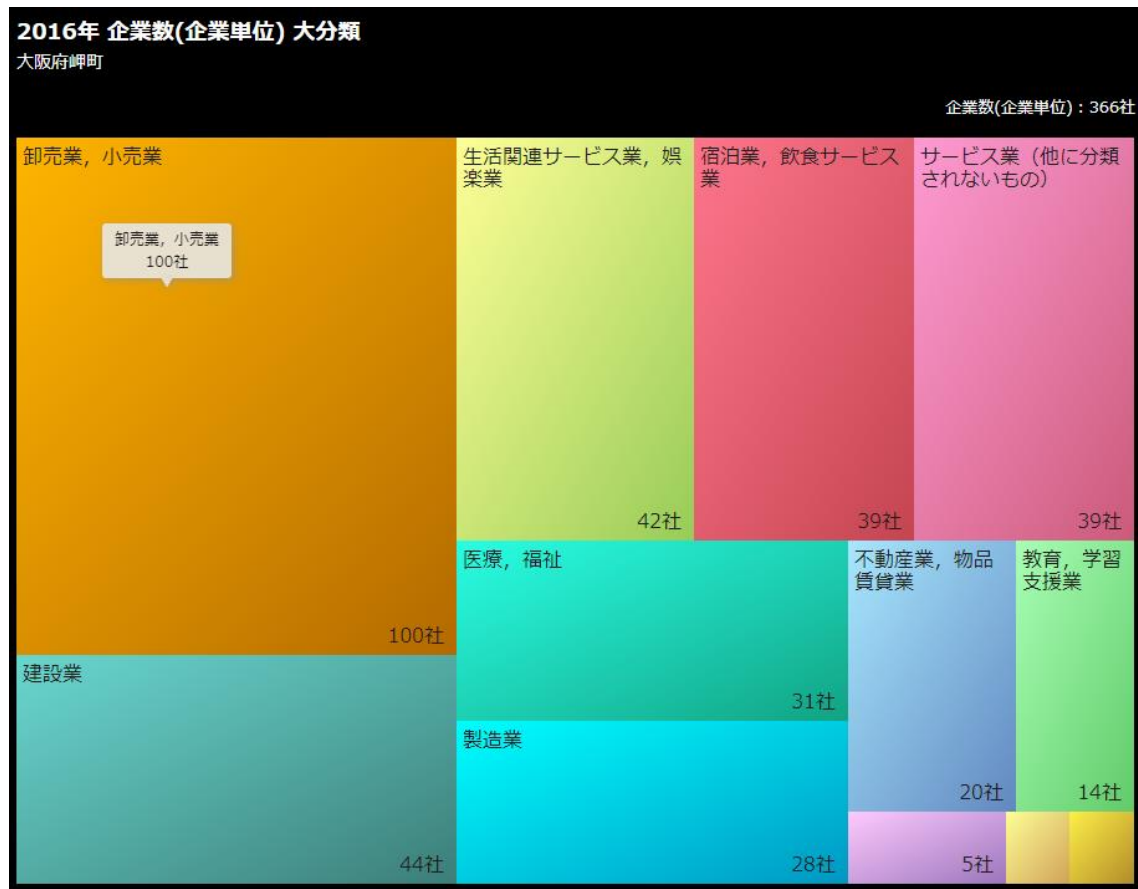 2016年 企業数(企業単位) 大分類
大阪府岬町
企業数(企業単位) : 366社
卸売業, 小売業
卸売業, 小売業
100社
100社
建設業
44社
生活関連サービス業, 娯
楽業
42社
宿泊業, 飲食サービス
業
39社
サービス業 (他に分類
されないもの)
39社
医療, 福祉
31社
製造業
28社
不動産業, 物品
賃貸業
20社
教育, 学習
支援業
14社
5社